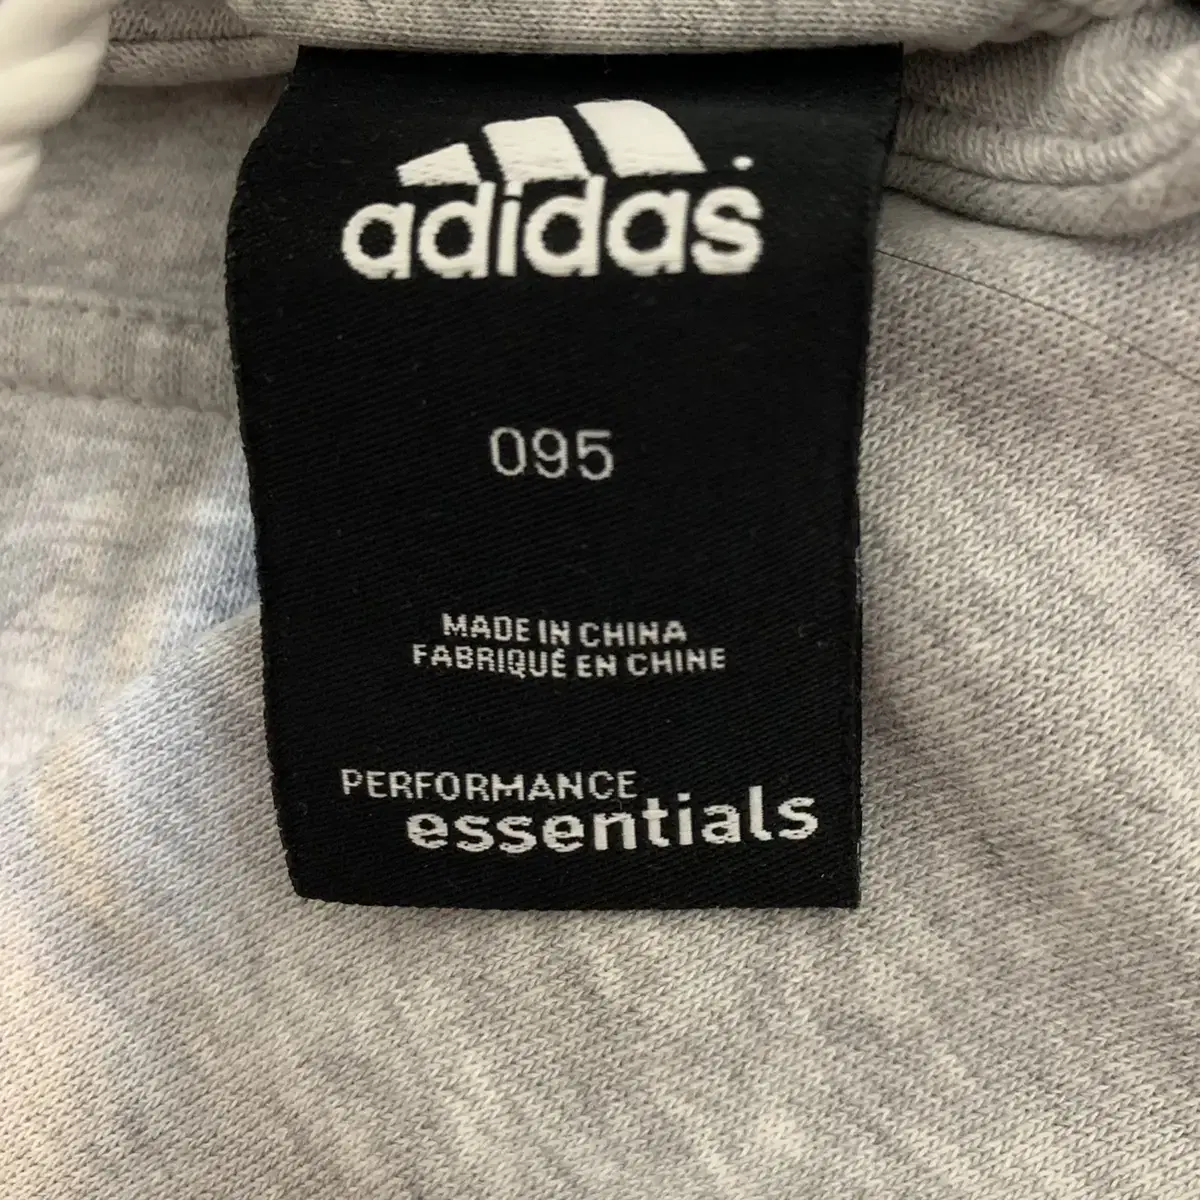 adidas
095
MADE IN CHINA
FABRIQUÉ EN CHINE
PERFORMANCE
essentials